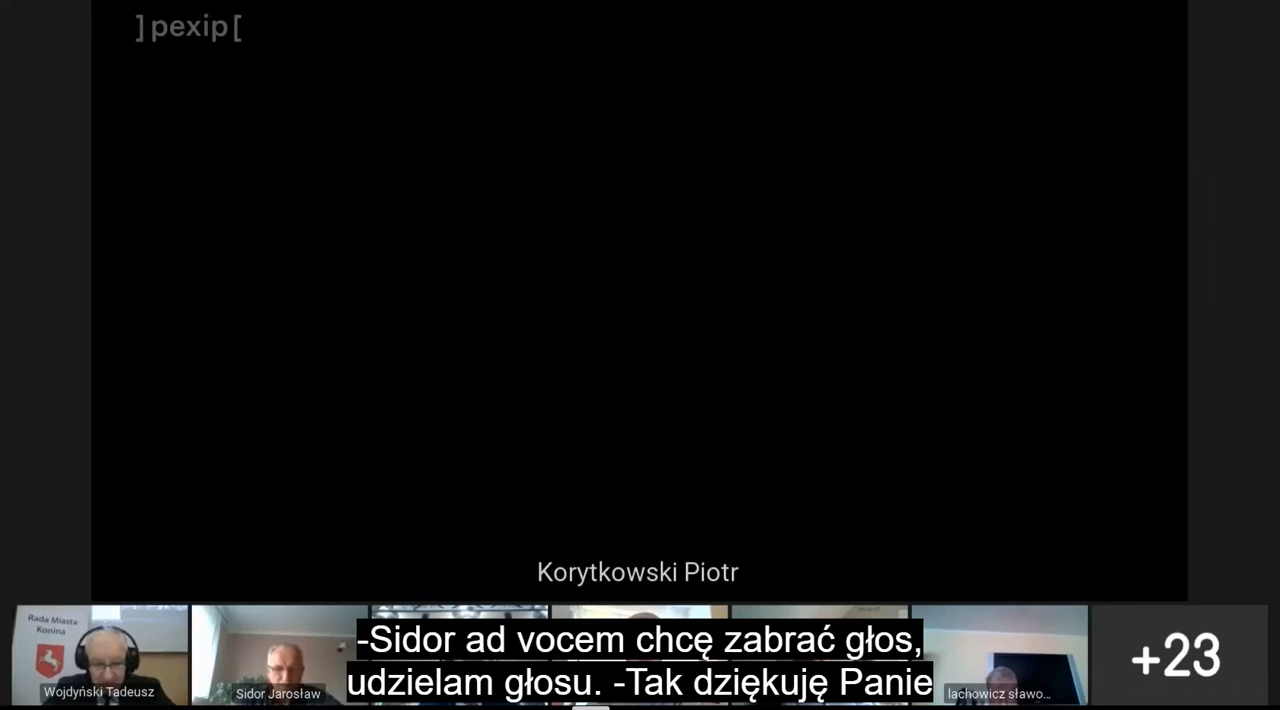 ]pexip[
Korytkowski Piotr
Rada Miasta
Konina
-Sidor ad vocem chcę zabrać głos,
udzielam głosu. -Tak dziękuję Panie
+23
Wojdyński Tadeusz
Sidor Jarosław
lachowicz sławo...